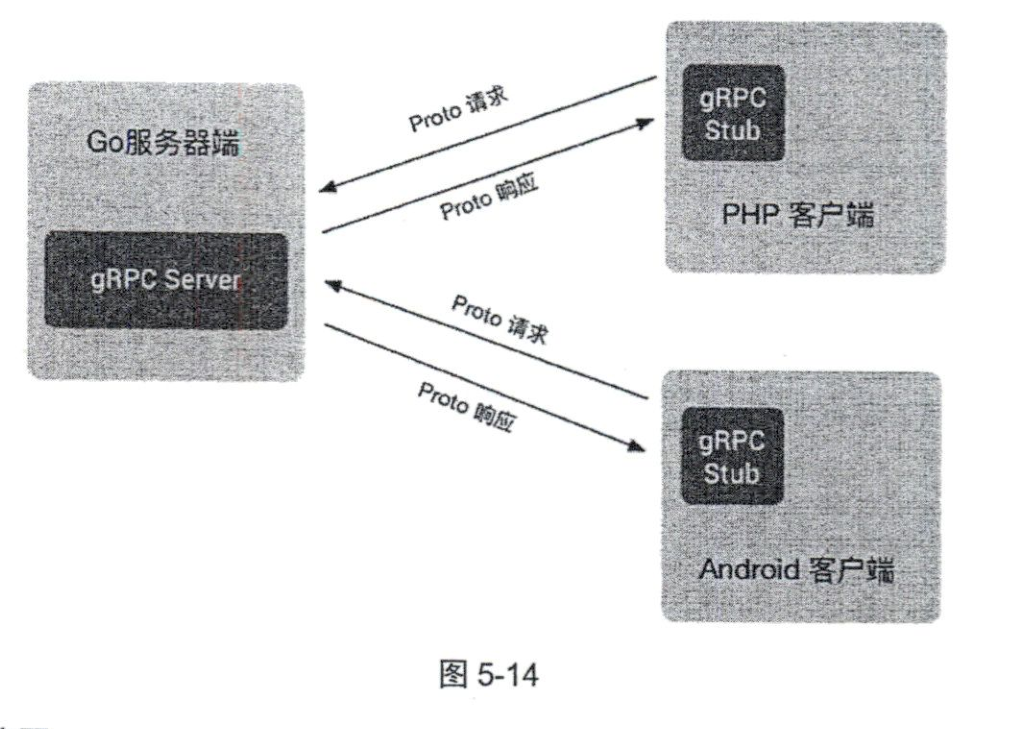 Go服务器端
gRPC Server
Proto 请求
Proto 响应
gRPC
Stub
PHP 客户端
Proto 请求
Proto 响应
gRPC
Stub
Android 客户端
图 5-14